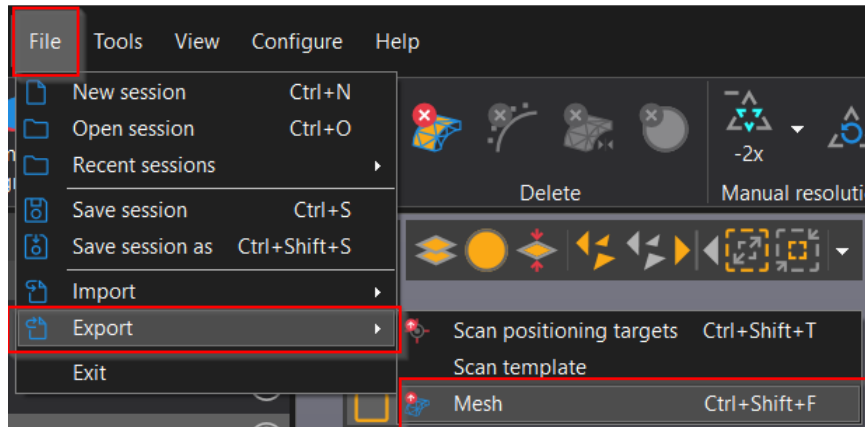 File Tools View Configure Help
New session Ctrl+N
Open session Ctrl+O
Recent sessions
Save session Ctrl+S
Save session as Ctrl+Shift+S
Import
Export
Exit
-2x
Delete
Manual resoluti
Scan positioning targets Ctrl+Shift+T
Scan template
Mesh Ctrl+Shift+F